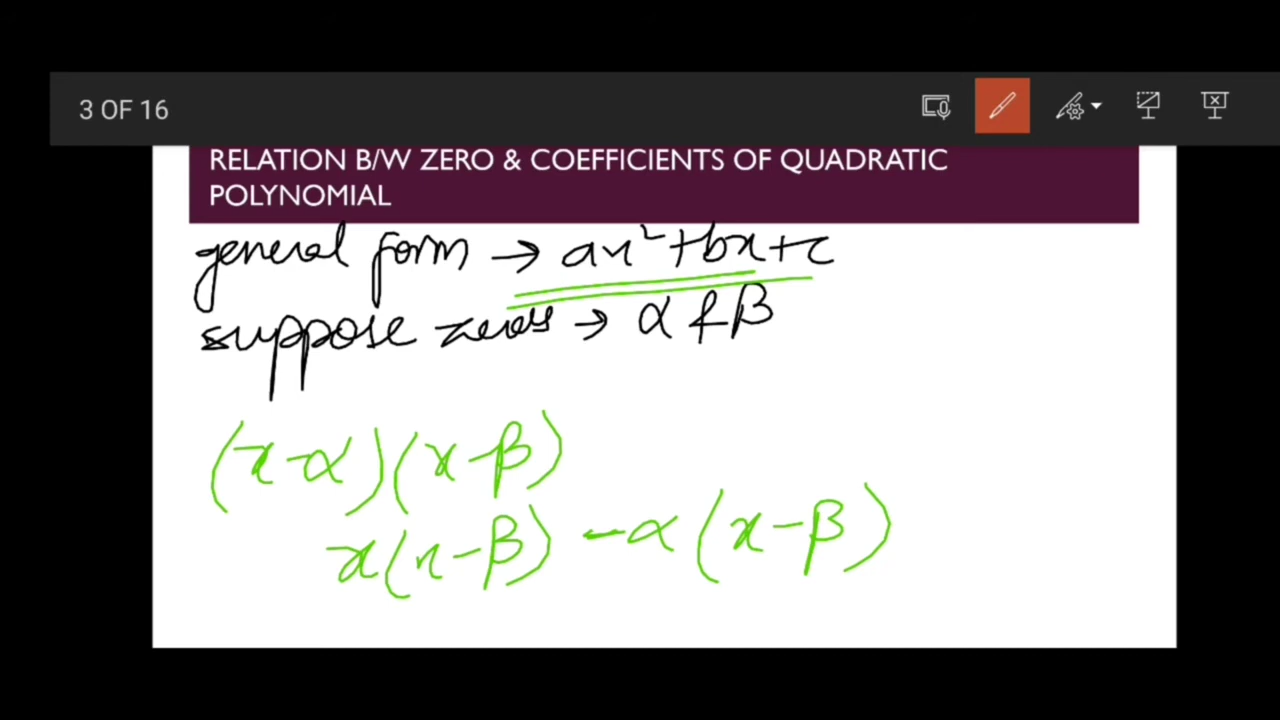 3 OF 16
RELATION B/W ZERO & COEFFICIENTS OF QUADRATIC
POLYNOMIAL
general form → ax²+bx+c
suppose zeros → α & β
(x-α)(x-β)
x(x-β) -α(x-β)